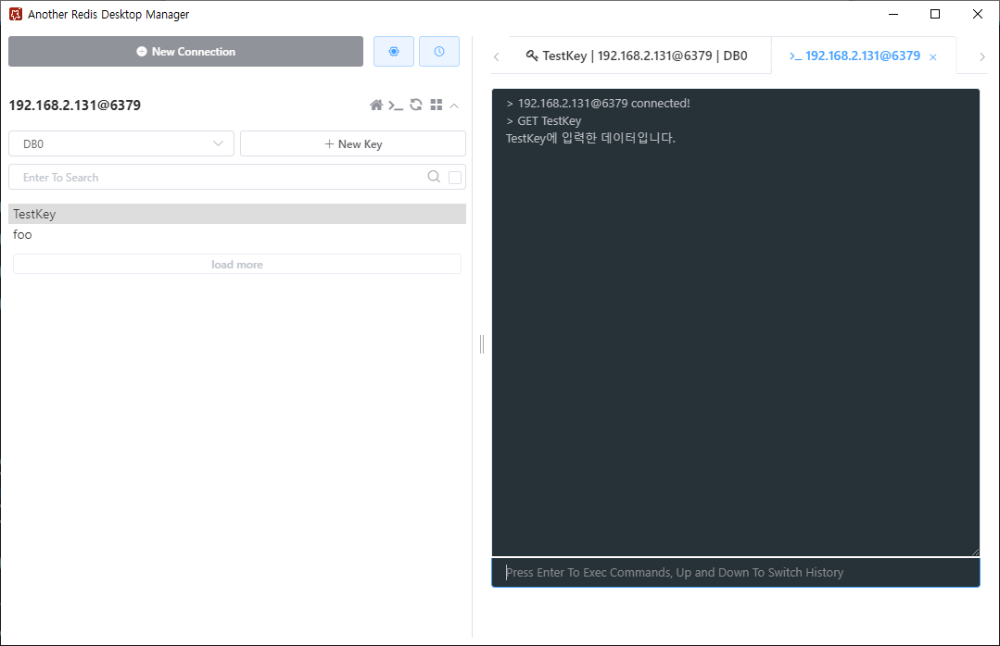 Another Redis Desktop Manager
New Connection
192.168.2.131@6379
DB0
New Key
Enter To Search
TestKey
foo
load more
TestKey | 192.168.2.131@6379 | DB0
>_ 192.168.2.131@6379 ×
> 192.168.2.131@6379 connected!
> GET TestKey
TestKey에 입력한 데이터입니다.
Press Enter To Exec Commands, Up and Down To Switch History